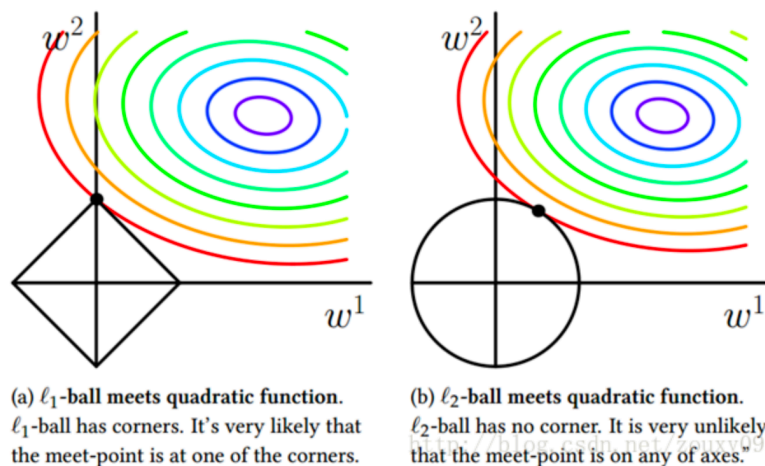 w²
w¹
(a) ℓ₁-ball meets quadratic function.
ℓ₁-ball has corners. It's very likely that
the meet-point is at one of the corners.
w²
w¹
(b) ℓ₂-ball meets quadratic function.
ℓ₂-ball has no corner. It is very unlikely
that the meet-point is on any of axes."
http://blog.csdn.net/zouxy09